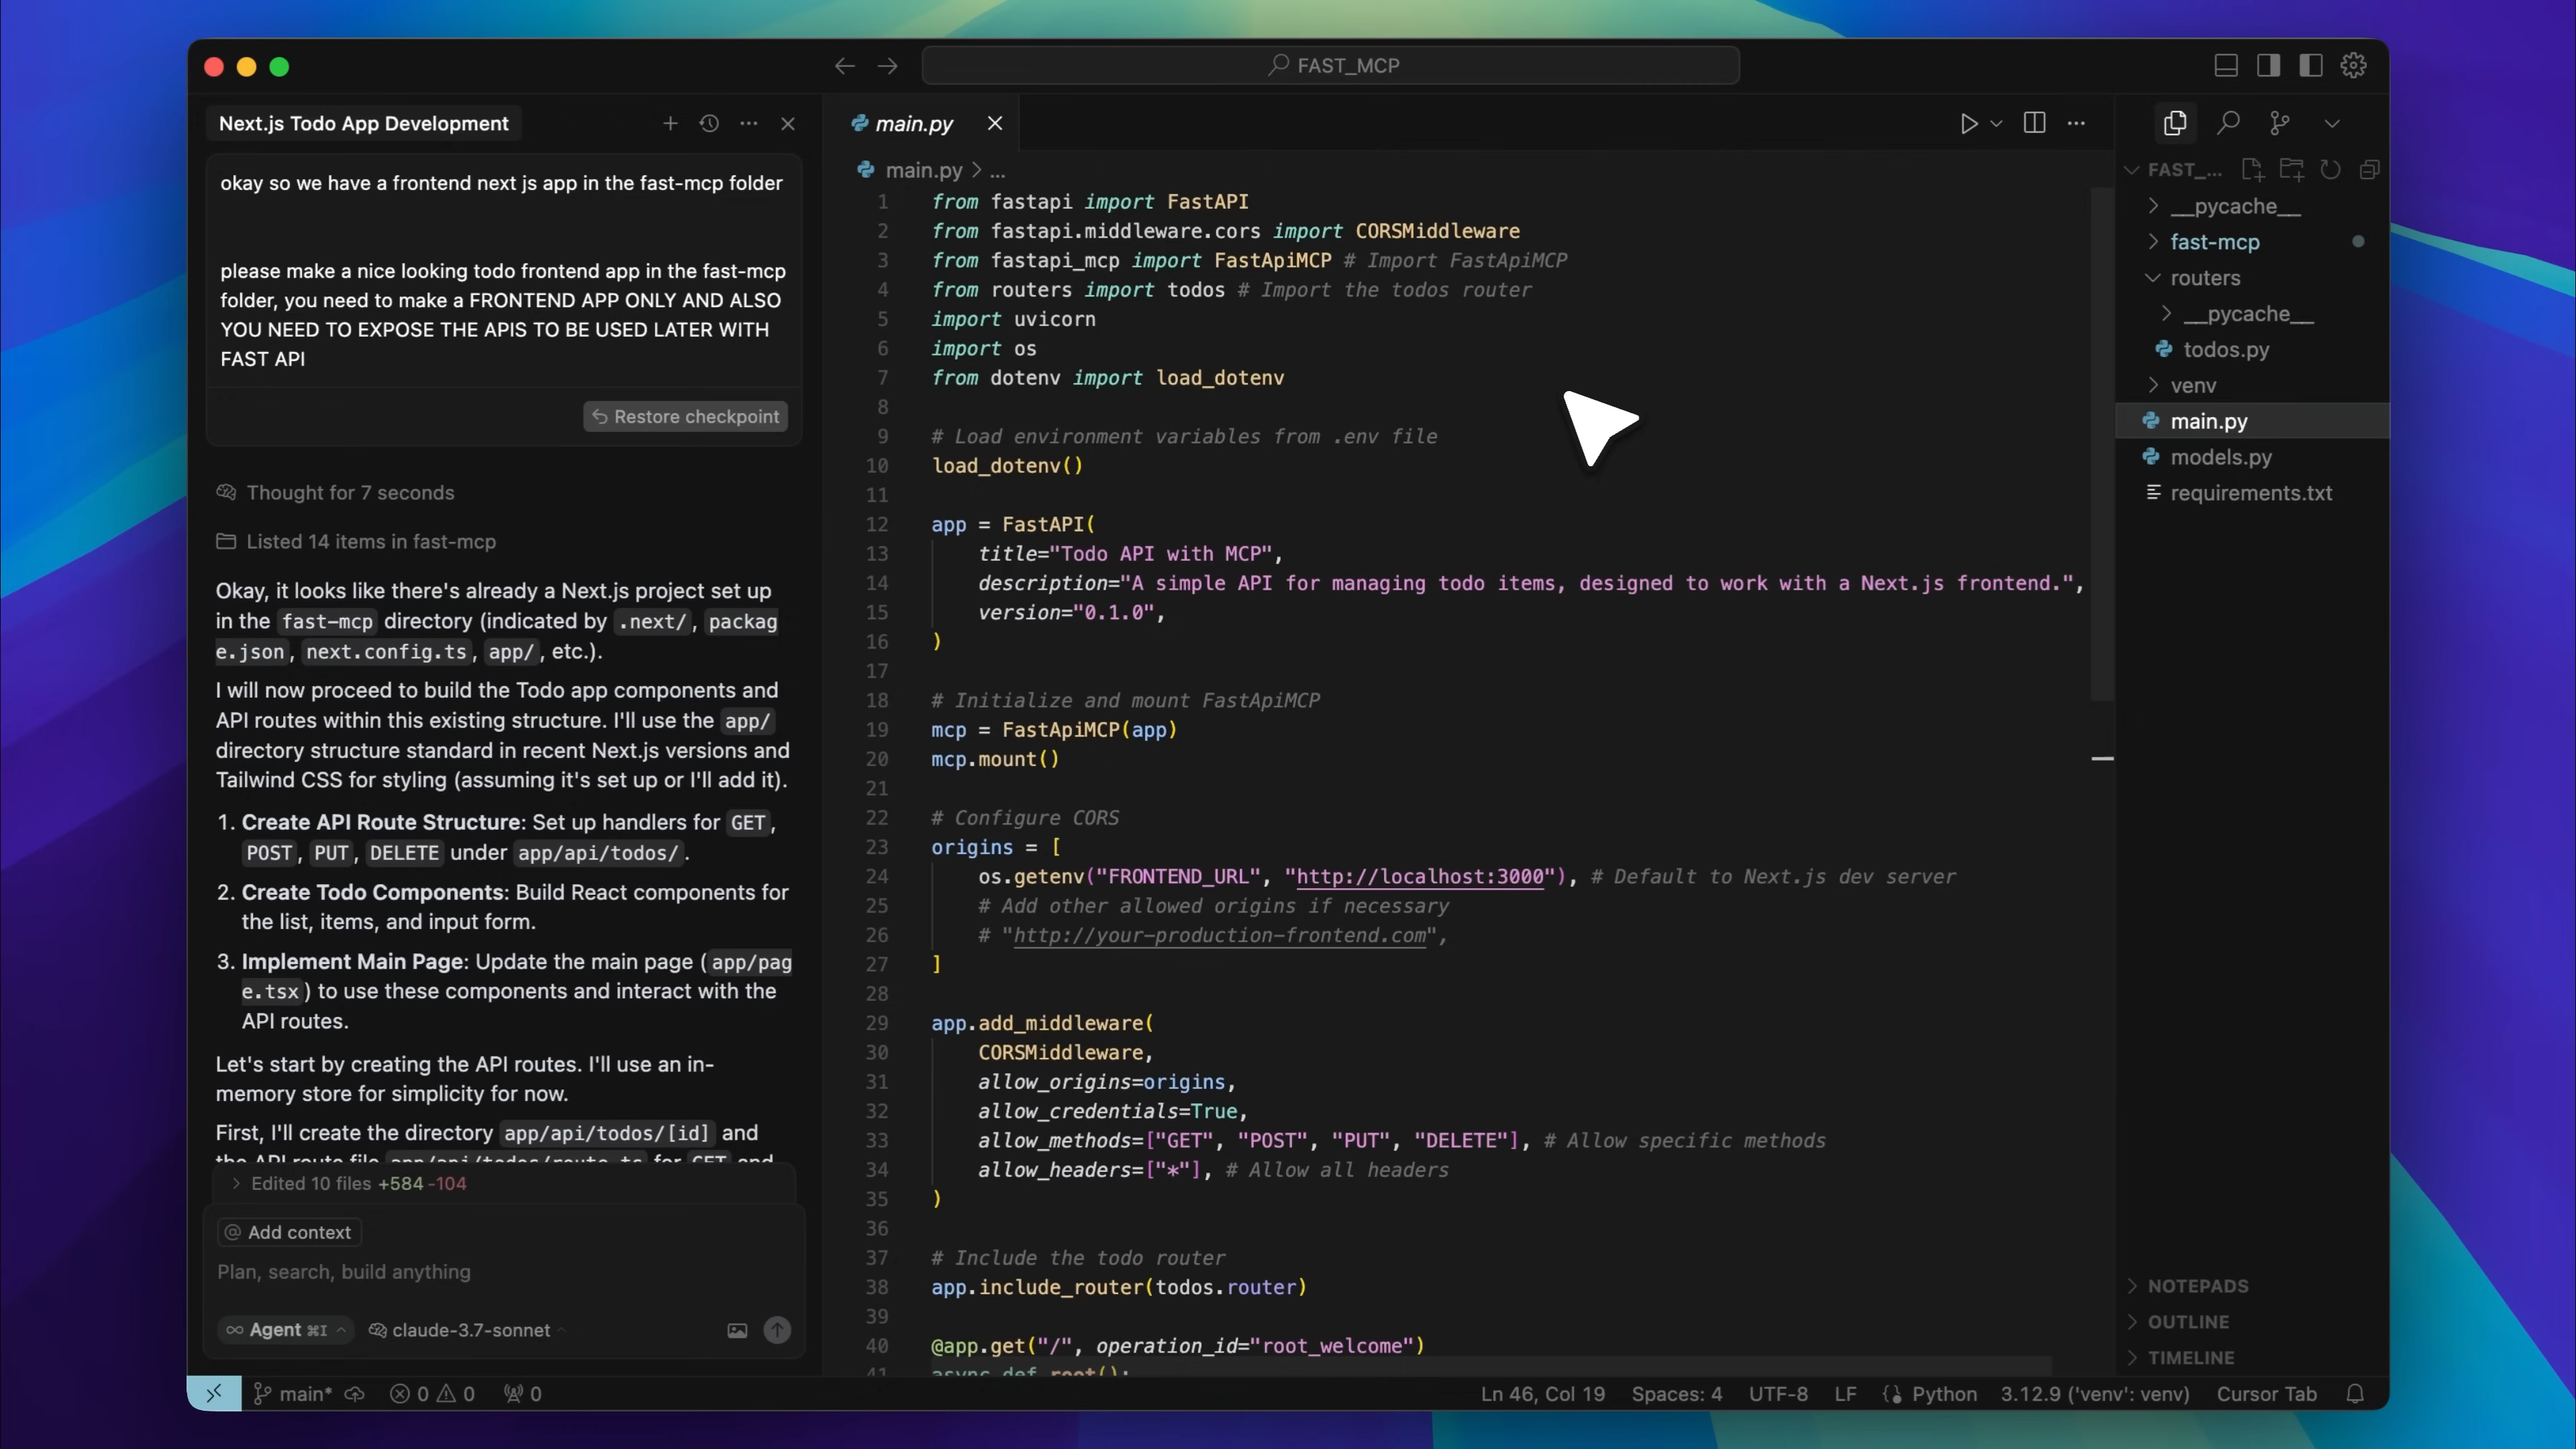 FAST_MCP
Next.js Todo App Development
okay so we have a frontend next js app in the fast-mcp folder
please make a nice looking todo frontend app in the fast-mcp
folder, you need to make a FRONTEND APP ONLY AND ALSO
YOU NEED TO EXPOSE THE APIS TO BE USED LATER WITH
FAST API
Restore checkpoint
Thought for 7 seconds
Listed 14 items in fast-mcp
Okay, it looks like there's already a Next.js project set up
in the fast-mcp directory (indicated by .next/, packag
e.json, next.config.ts, app/, etc.).
I will now proceed to build the Todo app components and
API routes within this existing structure. I'll use the app/
directory structure standard in recent Next.js versions and
Tailwind CSS for styling (assuming it's set up or I'll add it).
1. Create API Route Structure: Set up handlers for GET,
POST, PUT, DELETE under app/api/todos/.
2. Create Todo Components: Build React components for
the list, items, and input form.
3. Implement Main Page: Update the main page (app/pag
e.tsx) to use these components and interact with the
API routes.
Let's start by creating the API routes. I'll use an in-
memory store for simplicity for now.
First, I'll create the directory app/api/todos/[id] and
the API route file app/api/todos/route.ts for GET and
Edited 10 files +584 -104
@ Add context
Plan, search, build anything
∞ Agent ⌘I claude-3.7-sonnet
main.py
main.py > ...
1 from fastapi import FastAPI
2 from fastapi.middleware.cors import CORSMiddleware
3 from fastapi_mcp import FastApiMCP # Import FastApiMCP
4 from routers import todos # Import the todos router
5 import uvicorn
6 import os
7 from dotenv import load_dotenv
8
9 # Load environment variables from .env file
10 load_dotenv()
11
12 app = FastAPI(
13 title="Todo API with MCP",
14 description="A simple API for managing todo items, designed to work with a Next.js frontend.",
15 version="0.1.0",
16 )
17
18 # Initialize and mount FastApiMCP
19 mcp = FastApiMCP(app)
20 mcp.mount()
21
22 # Configure CORS
23 origins = [
24 os.getenv("FRONTEND_URL", "http://localhost:3000"), # Default to Next.js dev server
25 # Add other allowed origins if necessary
26 # "http://your-production-frontend.com",
27 ]
28
29 app.add_middleware(
30 CORSMiddleware,
31 allow_origins=origins,
32 allow_credentials=True,
33 allow_methods=["GET", "POST", "PUT", "DELETE"], # Allow specific methods
34 allow_headers=["*"], # Allow all headers
35 )
36
37 # Include the todo router
38 app.include_router(todos.router)
39
40 @app.get("/", operation_id="root_welcome")
41 async def root():
FAST_...
__pycache__
fast-mcp
routers
__pycache__
todos.py
venv
main.py
models.py
requirements.txt
NOTEPADS
OUTLINE
TIMELINE
main* 0 0 0 Ln 46, Col 19 Spaces: 4 UTF-8 LF Python 3.12.9 ('venv': venv) Cursor Tab